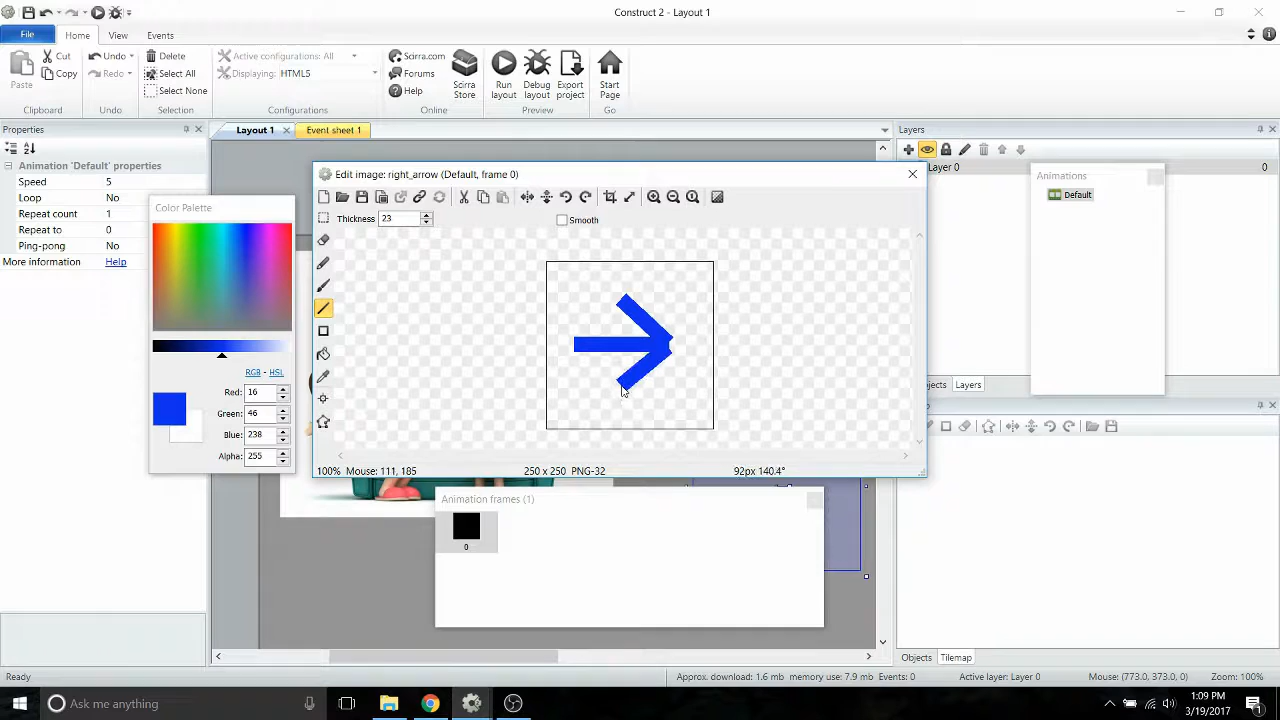 Construct 2 - Layout 1
File Home View Events
Paste Cut Copy Undo Redo Delete Select All Select None Active configurations: All Displaying: HTML5 Scirra.com Forums Help Scirra Store Run layout Debug layout Export project Start Page
Clipboard Undo Selection Configurations Online Preview Go
Properties
Layout 1 Event sheet 1
Layers
Animation 'Default' properties
Speed 5
Loop No
Repeat count 1
Repeat to 0
Ping-pong No
More information Help
Color Palette
RGB - HSL
Red: 16
Green: 46
Blue: 238
Alpha: 255
Edit image: right_arrow (Default, frame 0)
Thickness 23 Smooth
100% Mouse: 111, 185 250 x 250 PNG-32 92px 140.4°
Animation frames (1)
0
Layer 0 0
Animations
Default
Layers
Objects Tilemap
Ready Approx. download: 1.6 mb memory use: 7.9 mb Events: 0 Active layer: Layer 0 Mouse: (773.0, 373.0, 0) Zoom: 100%
Ask me anything
1:09 PM
3/19/2017
1